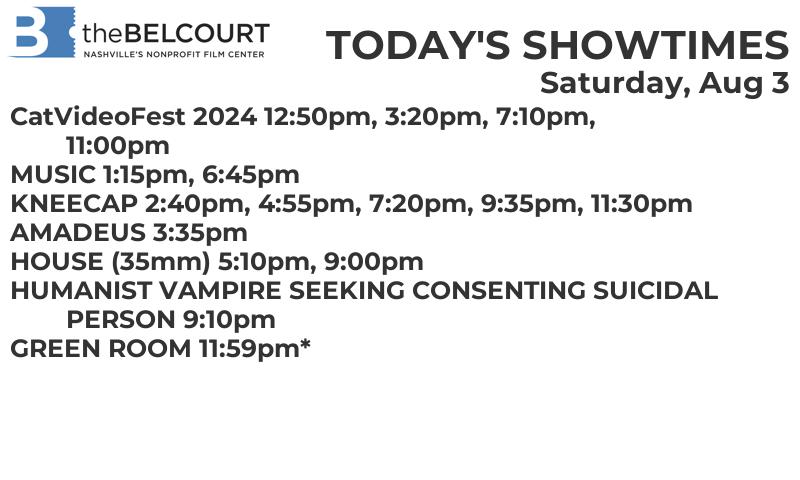 B theBELCOURT
NASHVILLE'S NONPROFIT FILM CENTER
TODAY'S SHOWTIMES
Saturday, Aug 3
CatVideoFest 2024 12:50pm, 3:20pm, 7:10pm,
11:00pm
MUSIC 1:15pm, 6:45pm
KNEECAP 2:40pm, 4:55pm, 7:20pm, 9:35pm, 11:30pm
AMADEUS 3:35pm
HOUSE (35mm) 5:10pm, 9:00pm
HUMANIST VAMPIRE SEEKING CONSENTING SUICIDAL
PERSON 9:10pm
GREEN ROOM 11:59pm*